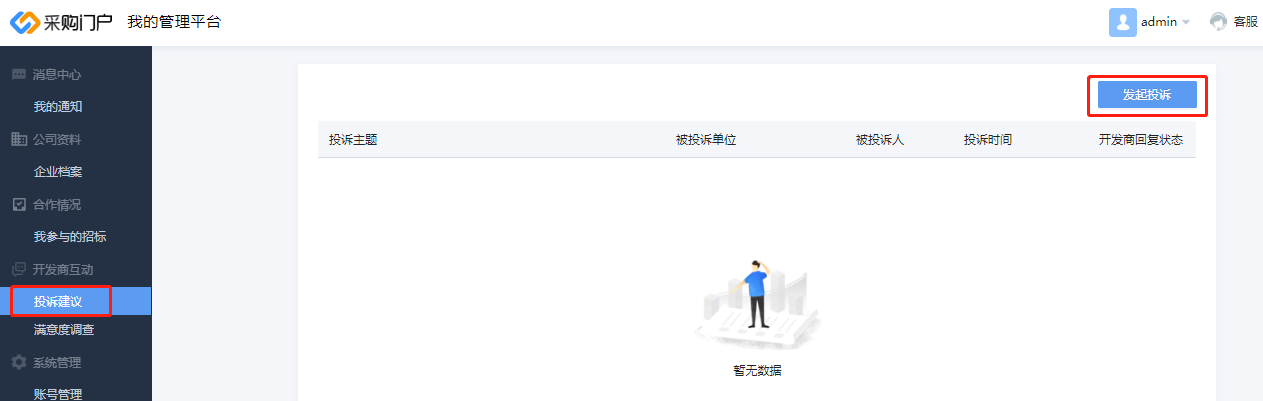 采购门户 我的管理平台 admin 客服
消息中心
我的通知
公司资料
企业档案
合作情况
我参与的招标
开发商互动
投诉建议
满意度调查
系统管理
账号管理
发起投诉
投诉主题 被投诉单位 被投诉人 投诉时间 开发商回复状态
暂无数据